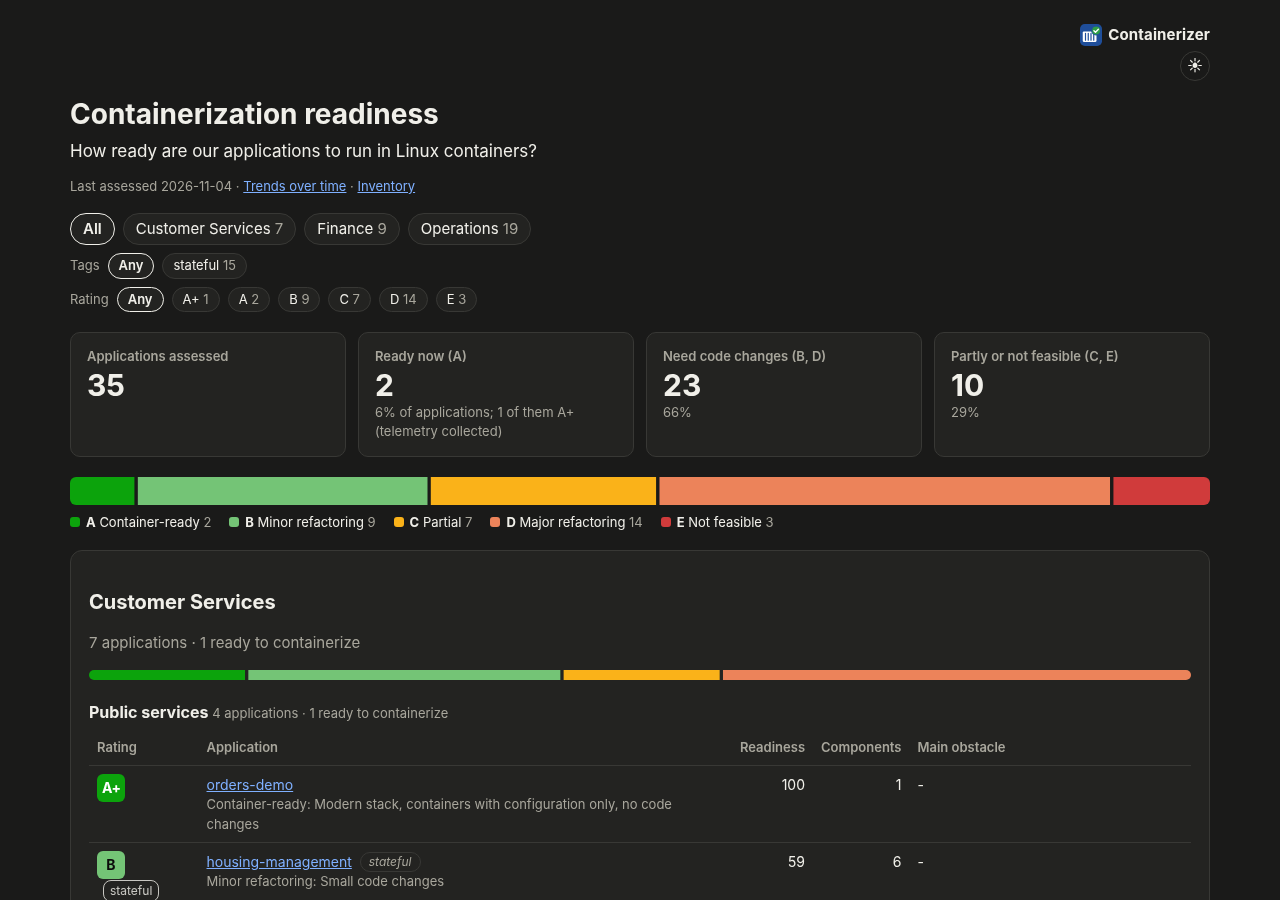 Containerizer
Containerization readiness
How ready are our applications to run in Linux containers?
Last assessed 2026-11-04 · Trends over time · Inventory
All Customer Services 7 Finance 9 Operations 19
Tags Any stateful 15
Rating Any A+ 1 A 2 B 9 C 7 D 14 E 3
Applications assessed
35
Ready now (A)
2
6% of applications; 1 of them A+
(telemetry collected)
Need code changes (B, D)
23
66%
Partly or not feasible (C, E)
10
29%
A Container-ready 2 B Minor refactoring 9 C Partial 7 D Major refactoring 14 E Not feasible 3
Customer Services
7 applications · 1 ready to containerize
Public services 4 applications · 1 ready to containerize
Rating Application Readiness Components Main obstacle
A+ orders-demo 100 1 -
Container-ready: Modern stack, containers with configuration only, no code
changes
B housing-management stateful 59 6 -
Minor refactoring: Small code changes
stateful